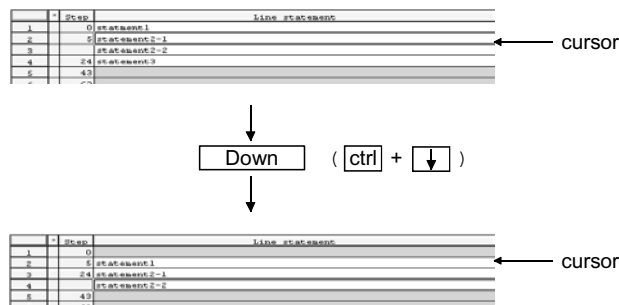 * Step Line statement
1 0 statment1
2 5 statement2-1
3 statement2-2
4 24 statement3
5 43
cursor
Down ( ctrl + ↓ )
* Step Line statement
1 0
2 5 statement1
3 24 statement2-1
4 statement2-2
5 43
cursor